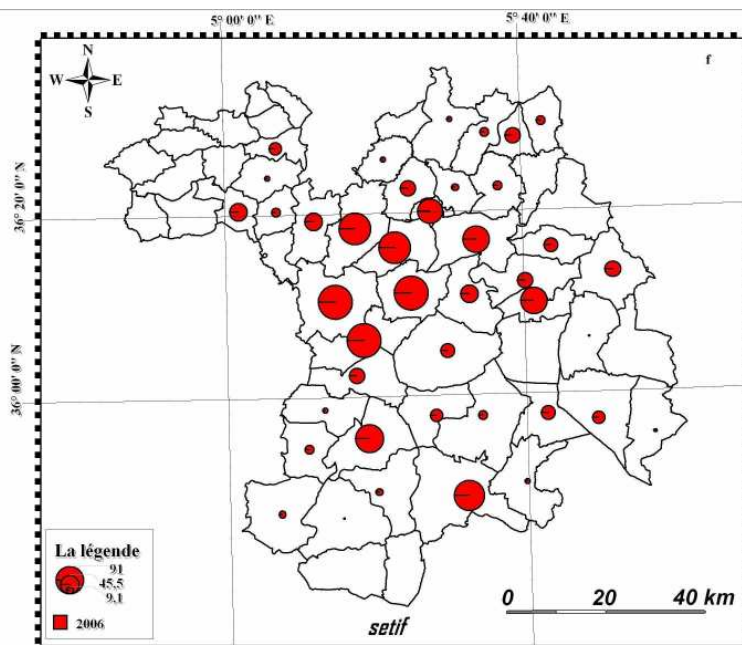 5° 00' 0'' E
5° 40' 0'' E
N
W E
S
f
36° 20' 0'' N
36° 00' 0'' N
La légende
91
45.5
9.1
2006
setif
0 20 40 km